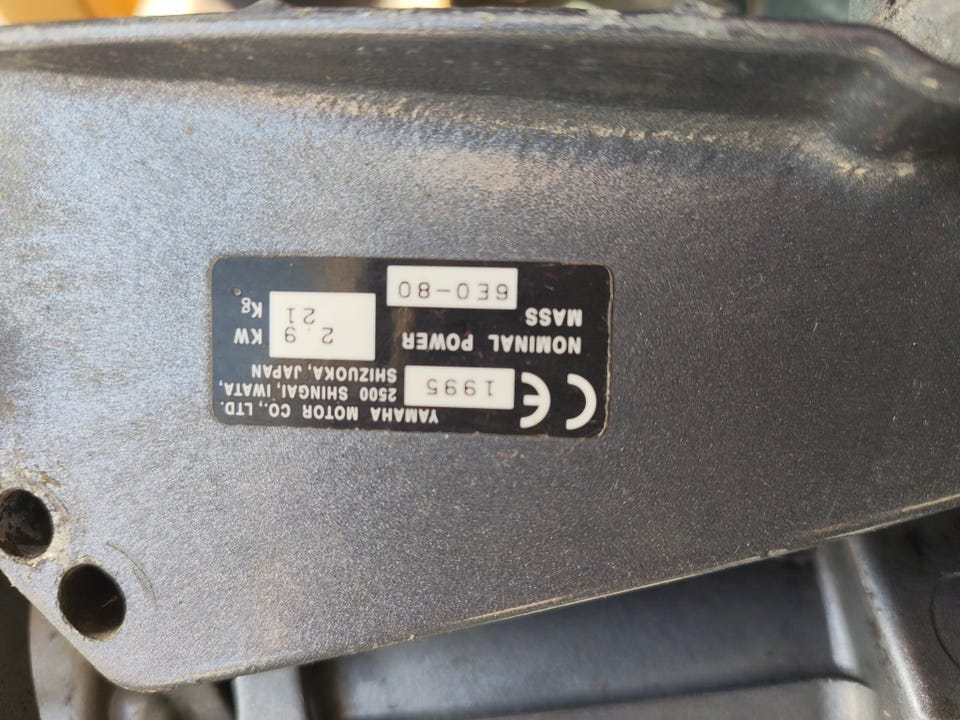 YAMAHA MOTOR CO., LTD.
CE 1995 2500 SHINGAI, IWATA,
SHIZUOKA, JAPAN
NOMINAL POWER 2.9 KW
MASS 21 Kg
6E0-80